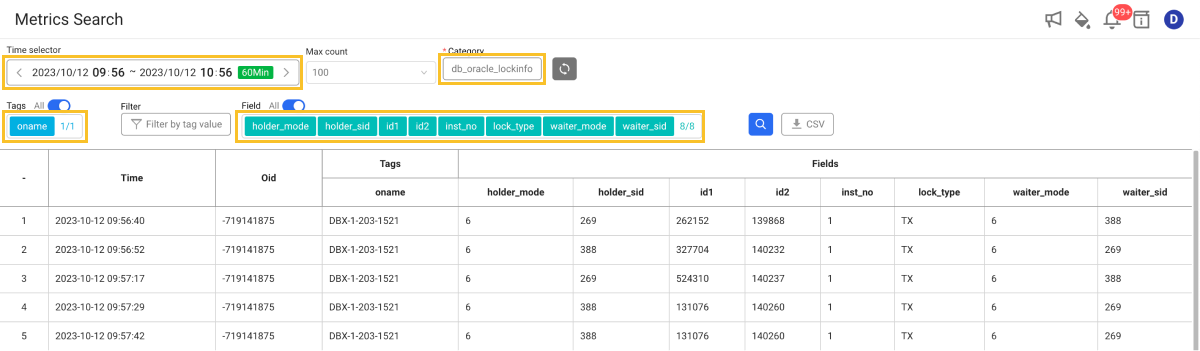 Metrics Search
99+
D
Time selector
Max count
* Category
2023/10/12 09:56 ~ 2023/10/12 10:56 60Min
100
db_oracle_lockinfo
Tags All
Filter
Field All
oname 1/1
Filter by tag value
holder_mode holder_sid id1 id2 inst_no lock_type waiter_mode waiter_sid 8/8
CSV
- Time Oid Tags Fields
oname holder_mode holder_sid id1 id2 inst_no lock_type waiter_mode waiter_sid
1 2023-10-12 09:56:40 -719141875 DBX-1-203-1521 6 269 262152 139868 1 TX 6 388
2 2023-10-12 09:56:52 -719141875 DBX-1-203-1521 6 388 327704 140232 1 TX 6 269
3 2023-10-12 09:57:17 -719141875 DBX-1-203-1521 6 269 524310 140237 1 TX 6 388
4 2023-10-12 09:57:29 -719141875 DBX-1-203-1521 6 388 131076 140260 1 TX 6 269
5 2023-10-12 09:57:42 -719141875 DBX-1-203-1521 6 388 131076 140260 1 TX 6 269